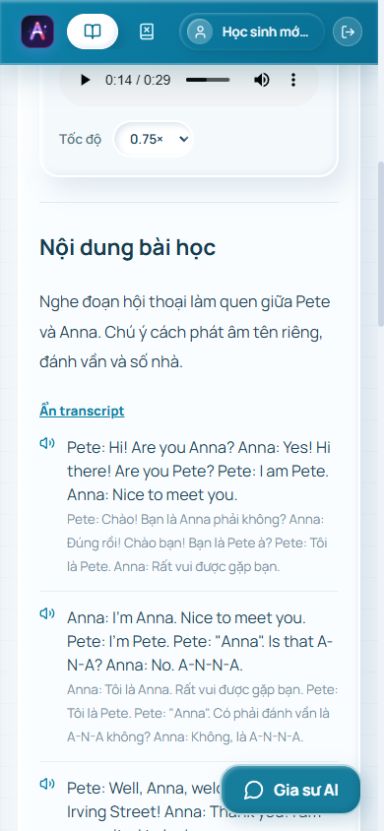 A
Học sinh mớ...
0:14 / 0:29
Tốc độ
0.75×
Nội dung bài học
Nghe đoạn hội thoại làm quen giữa Pete
và Anna. Chú ý cách phát âm tên riêng,
đánh vần và số nhà.
Ẩn transcript
Pete: Hi! Are you Anna? Anna: Yes! Hi
there! Are you Pete? Pete: I am Pete.
Anna: Nice to meet you.
Pete: Chào! Bạn là Anna phải không? Anna:
Đúng rồi! Chào bạn! Bạn là Pete à? Pete: Tôi
là Pete. Anna: Rất vui được gặp bạn.
Anna: I'm Anna. Nice to meet you.
Pete: I'm Pete. Pete: "Anna". Is that A-
N-A? Anna: No. A-N-N-A.
Anna: Tôi là Anna. Rất vui được gặp bạn. Pete:
Tôi là Pete. Pete: "Anna". Có phải đánh vần là
A-N-A không? Anna: Không, là A-N-N-A.
Pete: Well, Anna,
Irving Street! Anna:
Gia sư AI